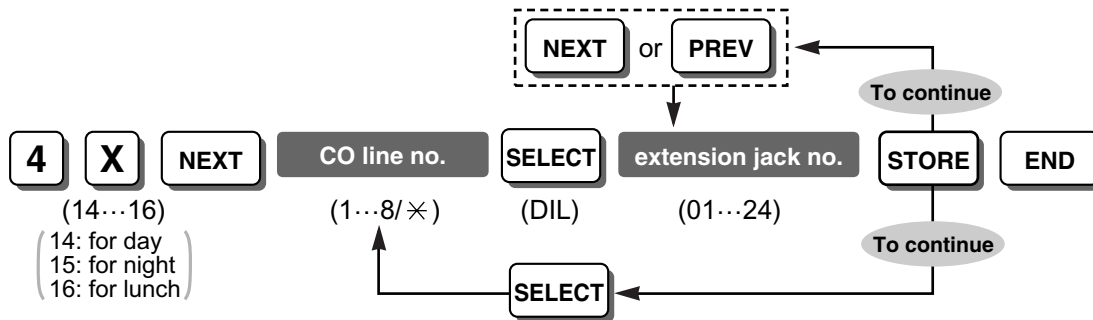 NEXT or PREV
To continue
4 X NEXT CO line no. SELECT extension jack no. STORE END
(14···16) (1···8/✳) (DIL) (01···24)
14: for day
15: for night
16: for lunch
To continue
SELECT